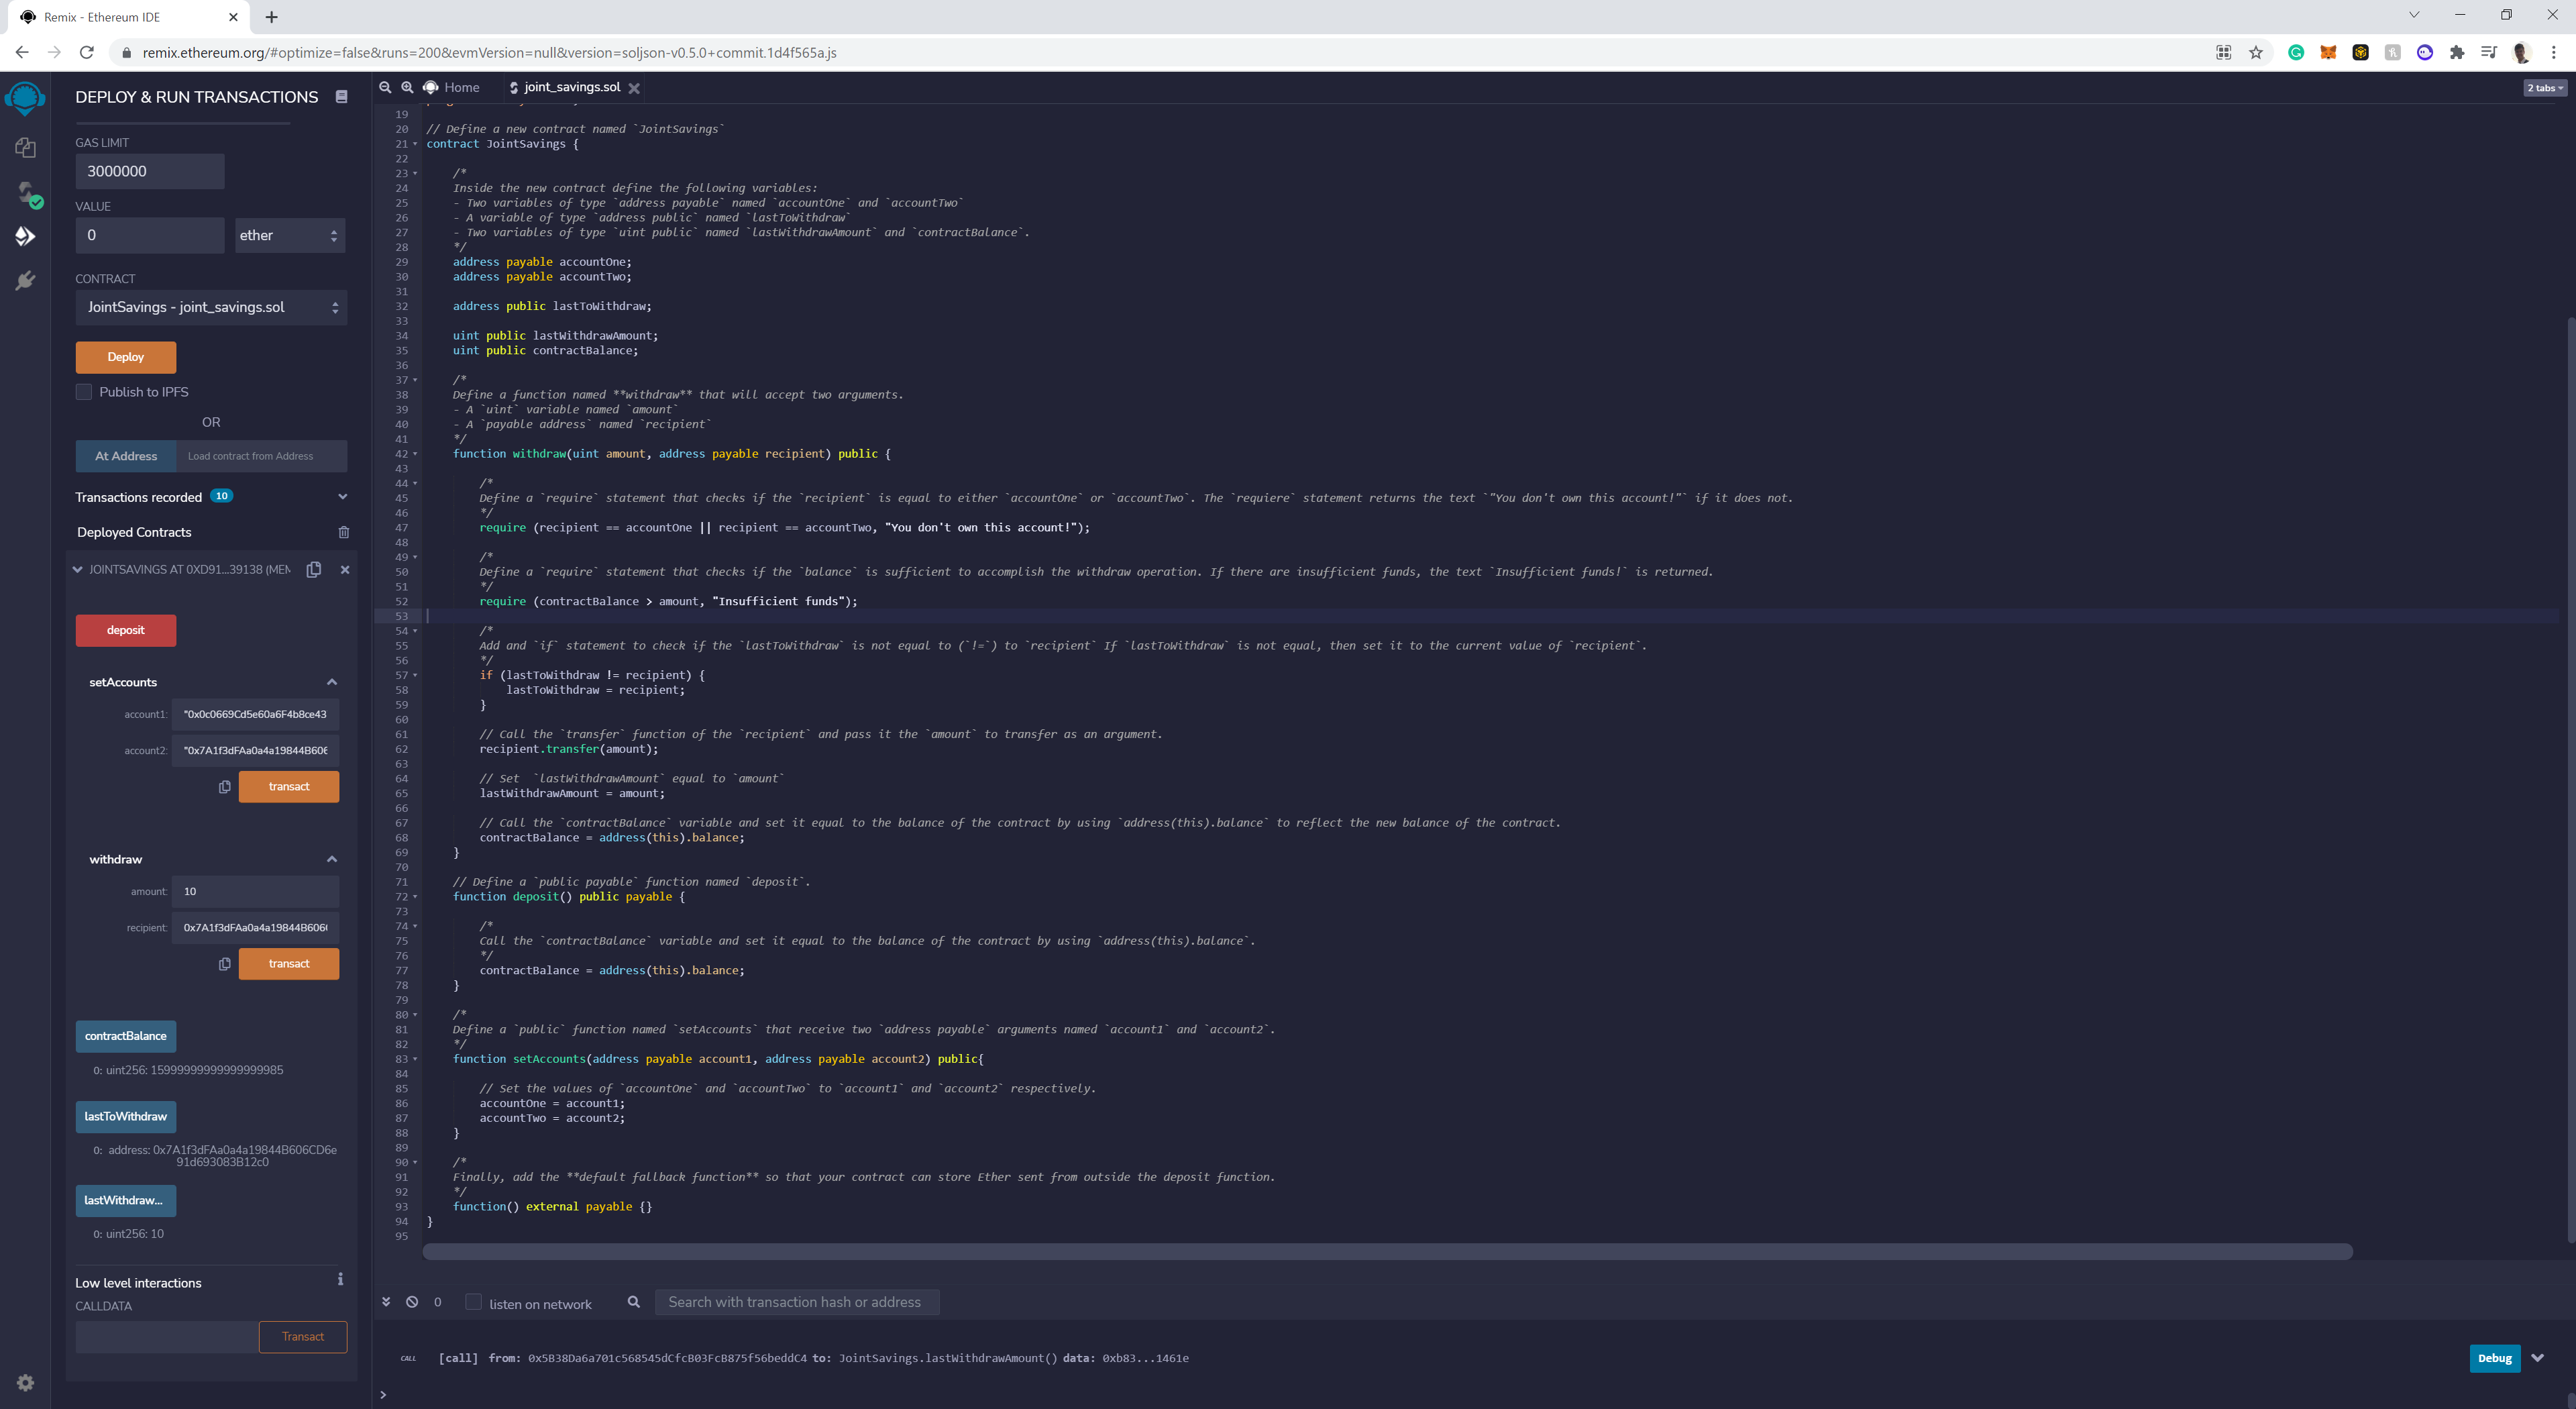 Remix - Ethereum IDE
remix.ethereum.org/#optimize=false&runs=200&evmVersion=null&version=soljson-v0.5.0+commit.1d4f565a.js
DEPLOY & RUN TRANSACTIONS
GAS LIMIT
3000000
VALUE
0
ether
CONTRACT
JointSavings - joint_savings.sol
Deploy
Publish to IPFS
OR
At Address
Load contract from Address
Transactions recorded 10
Deployed Contracts
JOINTSAVINGS AT 0XD91...39138 (MEM
deposit
setAccounts
account1: "0x0c0669Cd5e60a6F4b8ce43
account2: "0x7A1f3dFAa0a4a19844B606
transact
withdraw
amount: 10
recipient: 0x7A1f3dFAa0a4a19844B606
transact
contractBalance
0: uint256: 15999999999999999985
lastToWithdraw
0: address: 0x7A1f3dFAa0a4a19844B606CD6e
91d693083B12c0
lastWithdraw...
0: uint256: 10
Low level interactions
CALLDATA
Transact
Home
joint_savings.sol
2 tabs
19
20 // Define a new contract named `JointSavings`
21 contract JointSavings {
22
23 /*
24 Inside the new contract define the following variables:
25 - Two variables of type `address payable` named `accountOne` and `accountTwo`
26 - A variable of type `address public` named `lastToWithdraw`
27 - Two variables of type `uint public` named `lastWithdrawAmount` and `contractBalance`.
28 */
29 address payable accountOne;
30 address payable accountTwo;
31
32 address public lastToWithdraw;
33
34 uint public lastWithdrawAmount;
35 uint public contractBalance;
36
37 /*
38 Define a function named **withdraw** that will accept two arguments.
39 - A `uint` variable named `amount`
40 - A `payable address` named `recipient`
41 */
42 function withdraw(uint amount, address payable recipient) public {
43
44 /*
45 Define a `require` statement that checks if the `recipient` is equal to either `accountOne` or `accountTwo`. The `requiere` statement returns the text `"You don't own this account!"` if it does not.
46 */
47 require (recipient == accountOne || recipient == accountTwo, "You don't own this account!");
48
49 /*
50 Define a `require` statement that checks if the `balance` is sufficient to accomplish the withdraw operation. If there are insufficient funds, the text `Insufficient funds!` is returned.
51 */
52 require (contractBalance > amount, "Insufficient funds");
53
54 /*
55 Add and `if` statement to check if the `lastToWithdraw` is not equal to (`!=`) to `recipient` If `lastToWithdraw` is not equal, then set it to the current value of `recipient`.
56 */
57 if (lastToWithdraw != recipient) {
58 lastToWithdraw = recipient;
59 }
60
61 // Call the `transfer` function of the `recipient` and pass it the `amount` to transfer as an argument.
62 recipient.transfer(amount);
63
64 // Set  `lastWithdrawAmount` equal to `amount`
65 lastWithdrawAmount = amount;
66
67 // Call the `contractBalance` variable and set it equal to the balance of the contract by using `address(this).balance` to reflect the new balance of the contract.
68 contractBalance = address(this).balance;
69 }
70
71 // Define a `public payable` function named `deposit`.
72 function deposit() public payable {
73
74 /*
75 Call the `contractBalance` variable and set it equal to the balance of the contract by using `address(this).balance`.
76 */
77 contractBalance = address(this).balance;
78 }
79
80 /*
81 Define a `public` function named `setAccounts` that receive two `address payable` arguments named `account1` and `account2`.
82 */
83 function setAccounts(address payable account1, address payable account2) public{
84
85 // Set the values of `accountOne` and `accountTwo` to `account1` and `account2` respectively.
86 accountOne = account1;
87 accountTwo = account2;
88 }
89
90 /*
91 Finally, add the **default fallback function** so that your contract can store Ether sent from outside the deposit function.
92 */
93 function() external payable {}
94 }
95
0
listen on network
Search with transaction hash or address
CALL [call] from: 0x5B38Da6a701c568545dCfcB03FcB875f56beddC4 to: JointSavings.lastWithdrawAmount() data: 0xb83...1461e
Debug
>